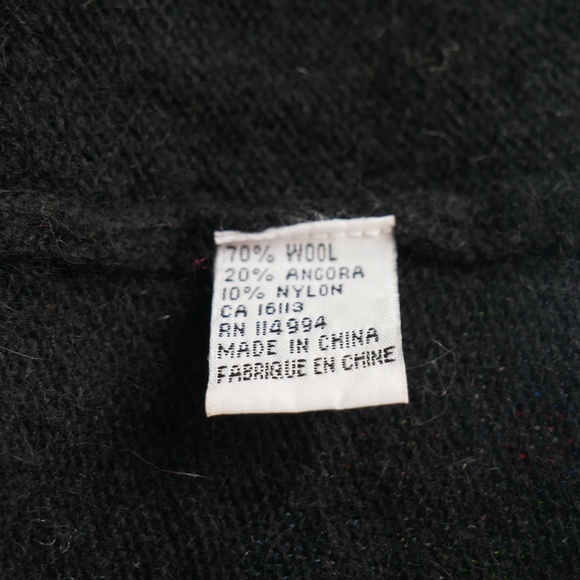 70% WOOL
20% ANGORA
10% NYLON
CA 16113
RN 114994
MADE IN CHINA
FABRIQUE EN CHINE